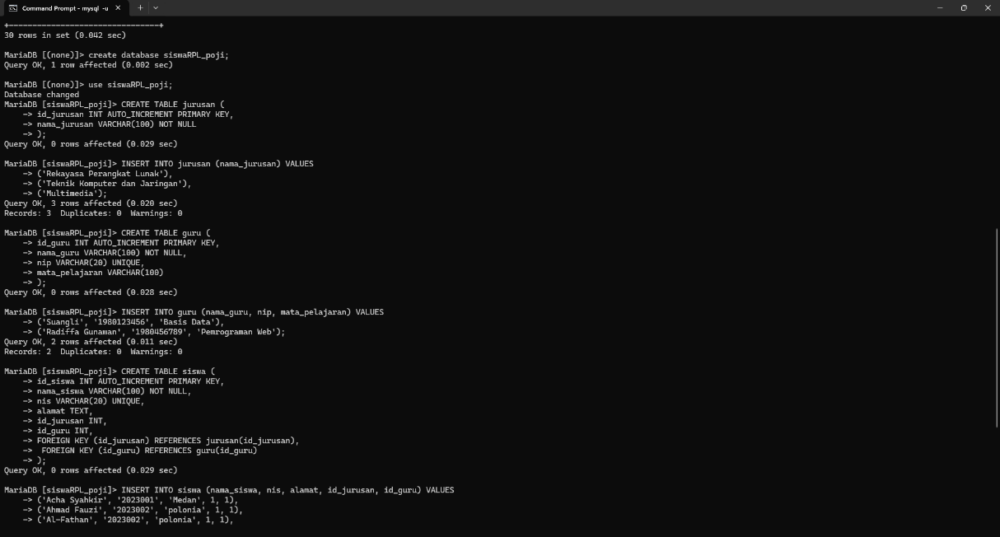 Command Prompt - mysql -u
+--------------------------------+
30 rows in set (0.042 sec)
MariaDB [(none)]> create database siswaRPL_poji;
Query OK, 1 row affected (0.002 sec)
MariaDB [(none)]> use siswaRPL_poji;
Database changed
MariaDB [siswaRPL_poji]> CREATE TABLE jurusan (
    -> id_jurusan INT AUTO_INCREMENT PRIMARY KEY,
    -> nama_jurusan VARCHAR(100) NOT NULL
    -> );
Query OK, 0 rows affected (0.029 sec)
MariaDB [siswaRPL_poji]> INSERT INTO jurusan (nama_jurusan) VALUES
    -> ('Rekayasa Perangkat Lunak'),
    -> ('Teknik Komputer dan Jaringan'),
    -> ('Multimedia');
Query OK, 3 rows affected (0.020 sec)
Records: 3  Duplicates: 0  Warnings: 0
MariaDB [siswaRPL_poji]> CREATE TABLE guru (
    -> id_guru INT AUTO_INCREMENT PRIMARY KEY,
    -> nama_guru VARCHAR(100) NOT NULL,
    -> nip VARCHAR(20) UNIQUE,
    -> mata_pelajaran VARCHAR(100)
    -> );
Query OK, 0 rows affected (0.028 sec)
MariaDB [siswaRPL_poji]> INSERT INTO guru (nama_guru, nip, mata_pelajaran) VALUES
    -> ('Suangli', '1980123456', 'Basis Data'),
    -> ('Radiffa Gunawan', '1980456789', 'Pemrograman Web');
Query OK, 2 rows affected (0.011 sec)
Records: 2  Duplicates: 0  Warnings: 0
MariaDB [siswaRPL_poji]> CREATE TABLE siswa (
    -> id_siswa INT AUTO_INCREMENT PRIMARY KEY,
    -> nama_siswa VARCHAR(100) NOT NULL,
    -> nis VARCHAR(20) UNIQUE,
    -> alamat TEXT,
    -> id_jurusan INT,
    -> id_guru INT,
    -> FOREIGN KEY (id_jurusan) REFERENCES jurusan(id_jurusan),
    ->  FOREIGN KEY (id_guru) REFERENCES guru(id_guru)
    -> );
Query OK, 0 rows affected (0.029 sec)
MariaDB [siswaRPL_poji]> INSERT INTO siswa (nama_siswa, nis, alamat, id_jurusan, id_guru) VALUES
    -> ('Acha Syahkir', '2023001', 'Medan', 1, 1),
    -> ('Ahmad Fauzi', '2023002', 'polonia', 1, 1),
    -> ('Al-Fathan', '2023002', 'polonia', 1, 1),